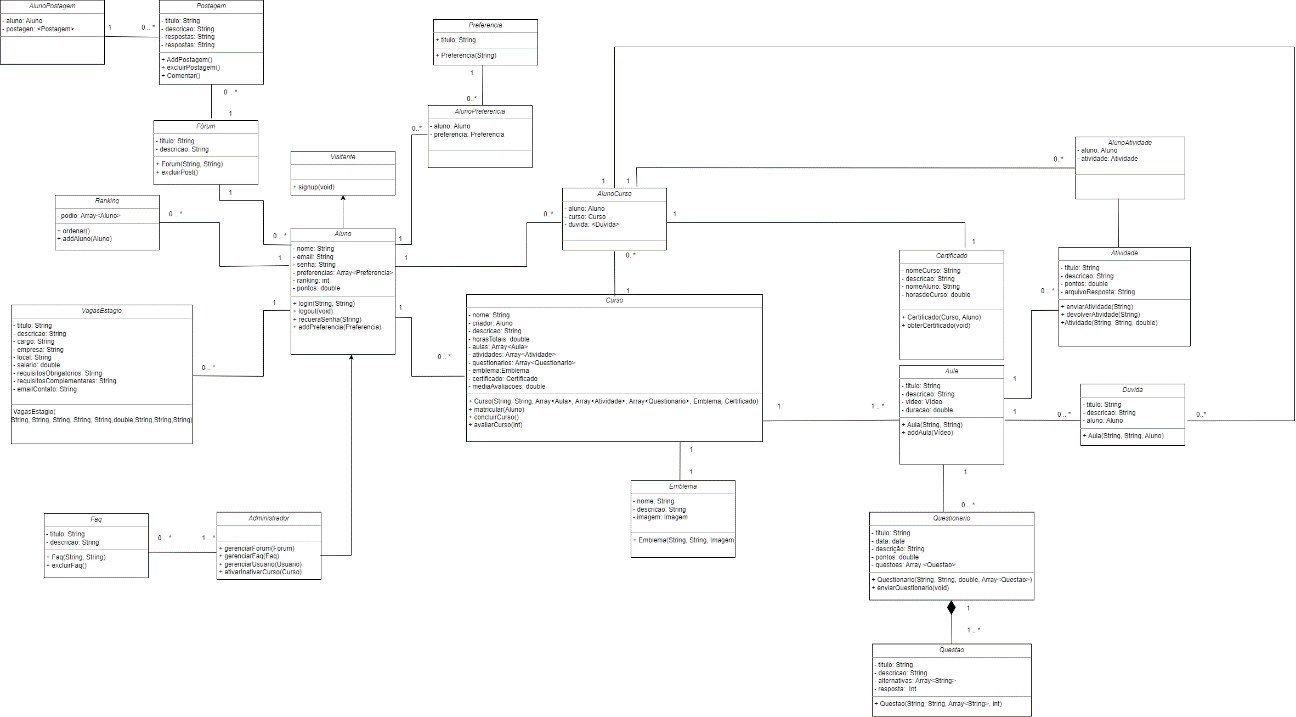 AlunoPostagem
- aluno: Aluno
- postagen: <Postagem>
1
0.. *
Postagem
- titulo: String
- descricao: String
- respostas: String
- respostas: String
+ AddPostagem()
+ excluirPostagem()
+ Comentar()
0.. *
1
Fórum
- titulo: String
- descricao: String
+ Forum(String, String)
+ excluirPost()
1
0.. *
Preferencia
+ titulo: String
+ Preferencia(String)
1
0..*
AlunoPreferencia
- aluno: Aluno
- preferencia: Preferencia
0..*
1
Visitante
+ signup(void)
Ranking
- podio: Array<Aluno>
+ ordenar()
+ addAluno(Aluno)
0.. *
1
Aluno
- nome: String
- email: String
- senha: String
- preferencias: Array<Preferencia>
- ranking: int
- pontos: double
+ login(String, String)
+ logout(void)
+ recueraSenha(String)
+ addPreferencia(Preferencia)
1
0.. *
1
1
AlunoCurso
- aluno: Aluno
- curso: Curso
- duvida: <Duvida>
1
0.. *
AlunoAtividade
- aluno: Aluno
- atividade: Atividade
0..*
1
1
1
Certificado
- nomeCurso: String
- descricao: String
- nomeAluno: String
- horasdeCurso: double
+ Certificado(Curso, Aluno)
+ obterCertificado(void)
Atividade
- titulo: String
- descricao: String
- pontos: double
- arquivoResposta: String
+ enviarAtividade(String)
+ devolverAtividade(String)
+Atividade(String, String, double)
0.. *
1
VagasEstagio
- titulo: String
- descricao: String
- cargo: String
- empresa: String
- local: String
- salario: double
- requisitosObrigatorios: String
- requisitosComplementares: String
- emailContato: String
VagasEstagio(
String, String, String, String, String,double,String,String,String)
0.. *
1
1
0.. *
Curso
- nome: String
- criador: Aluno
- descricao: String
- horasTotais: double
- aulas: Array<Aula>
- atividades: Array<Atividade>
- questionarios: Array<Questionario>
- emblema:Emblema
- certificado: Certificado
- mediaAvaliacoes: double
+ Curso(String, String, Array<Aula>, Array<Atividade>, Array<Questionario>, Emblema, Certificado)
+ matricular(Aluno)
+ concluirCurso()
+ avaliarCurso(int)
1
1.. *
Aula
- titulo: String
- descricao: String
- video: Vídeo
- duracao: double
+ Aula(String, String)
+ addAula(Vídeo)
1
0.. *
Duvida
- titulo: String
- descricao: String
- aluno: Aluno
+ Aula(String, String, Aluno)
0..*
1
1
Emblema
- nome: String
- descricao: String
- imagem: Imagem
+ Emblema(String, String, Imagem
Faq
- titulo: String
- descricao: String
+ Faq(String, String)
+ excluirFaq()
0.. *
1.. *
Administrador
+ gerenciarForum(Forum)
+ gerenciarFaq(Faq)
+ gerenciarUsuario(Usuario)
+ ativarInativarCurso(Curso)
1
0.. *
Questionario
- titulo: String
- data: date
- descrição: String
- pontos: double
- questoes: Array <Questao>
+ Questionario(String, String, double, Array<Questao>)
+ enviarQuestionario(void)
1
1.. *
Questao
- titulo: String
- descricao: String
alternativas: Array<String>
- resposta: Int
+ Questao(String, String, Array<String>, Int)